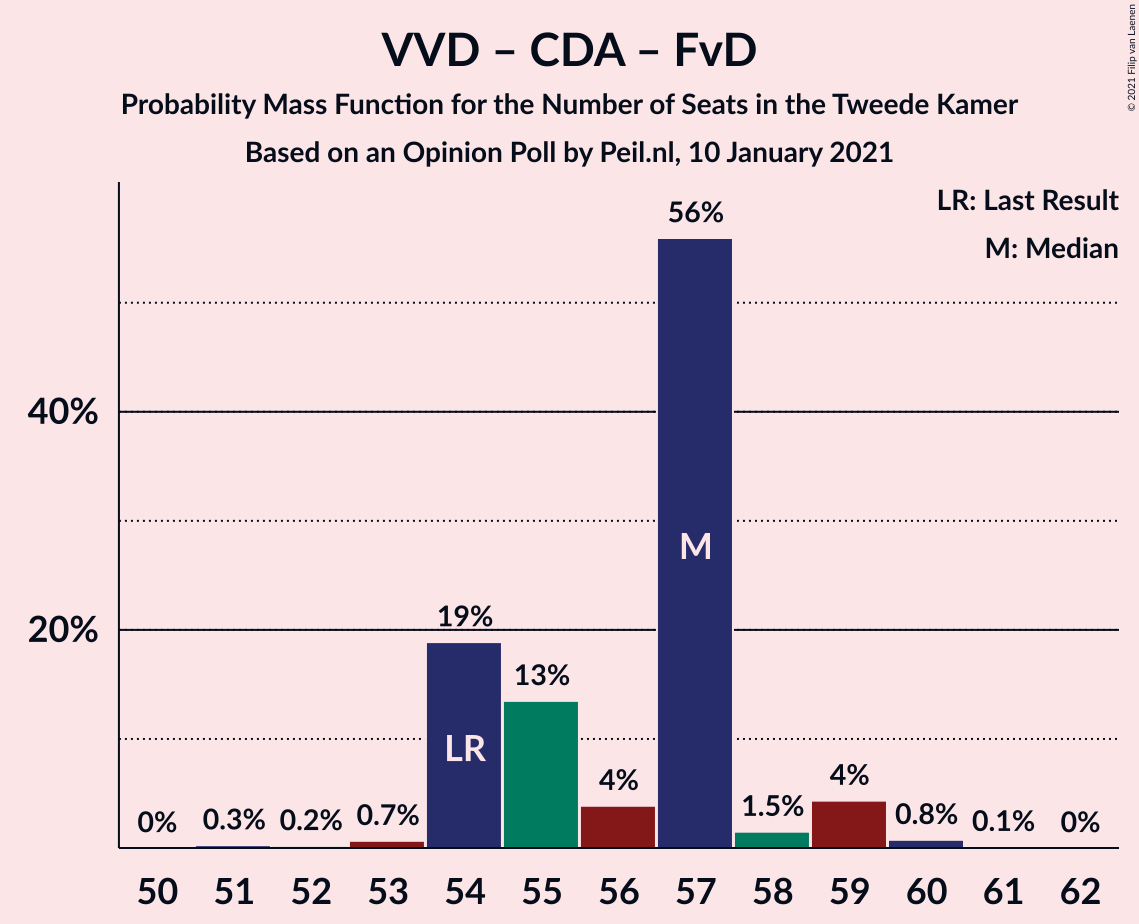 VVD – CDA – FvD
Probability Mass Function for the Number of Seats in the Tweede Kamer
Based on an Opinion Poll by Peil.nl, 10 January 2021
© 2021 Filip van Laenen
LR: Last Result
M: Median
56%
40%
M
19%
20%
13%
LR
4%
4%
1.5%
0% 0.3% 0.2% 0.7% 0.8% 0.1% 0%
50 51 52 53 54 55 56 57 58 59 60 61 62